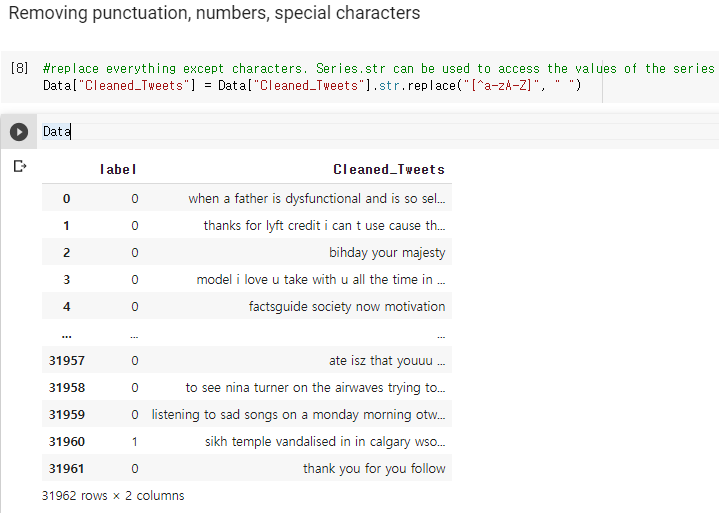 Removing punctuation, numbers, special characters
[8] #replace everything except characters. Series.str can be used to access the values of the series
Data["Cleaned_Tweets"] = Data["Cleaned_Tweets"].str.replace("[^a-zA-Z]", " ")
Data
label Cleaned_Tweets
0 0 when a father is dysfunctional and is so sel...
1 0 thanks for lyft credit i can t use cause th...
2 0 bihday your majesty
3 0 model i love u take with u all the time in ...
4 0 factsguide society now motivation
... ... ...
31957 0 ate isz that youuu ...
31958 0 to see nina turner on the airwaves trying to...
31959 0 listening to sad songs on a monday morning otw...
31960 1 sikh temple vandalised in in calgary wso...
31961 0 thank you for you follow
31962 rows × 2 columns